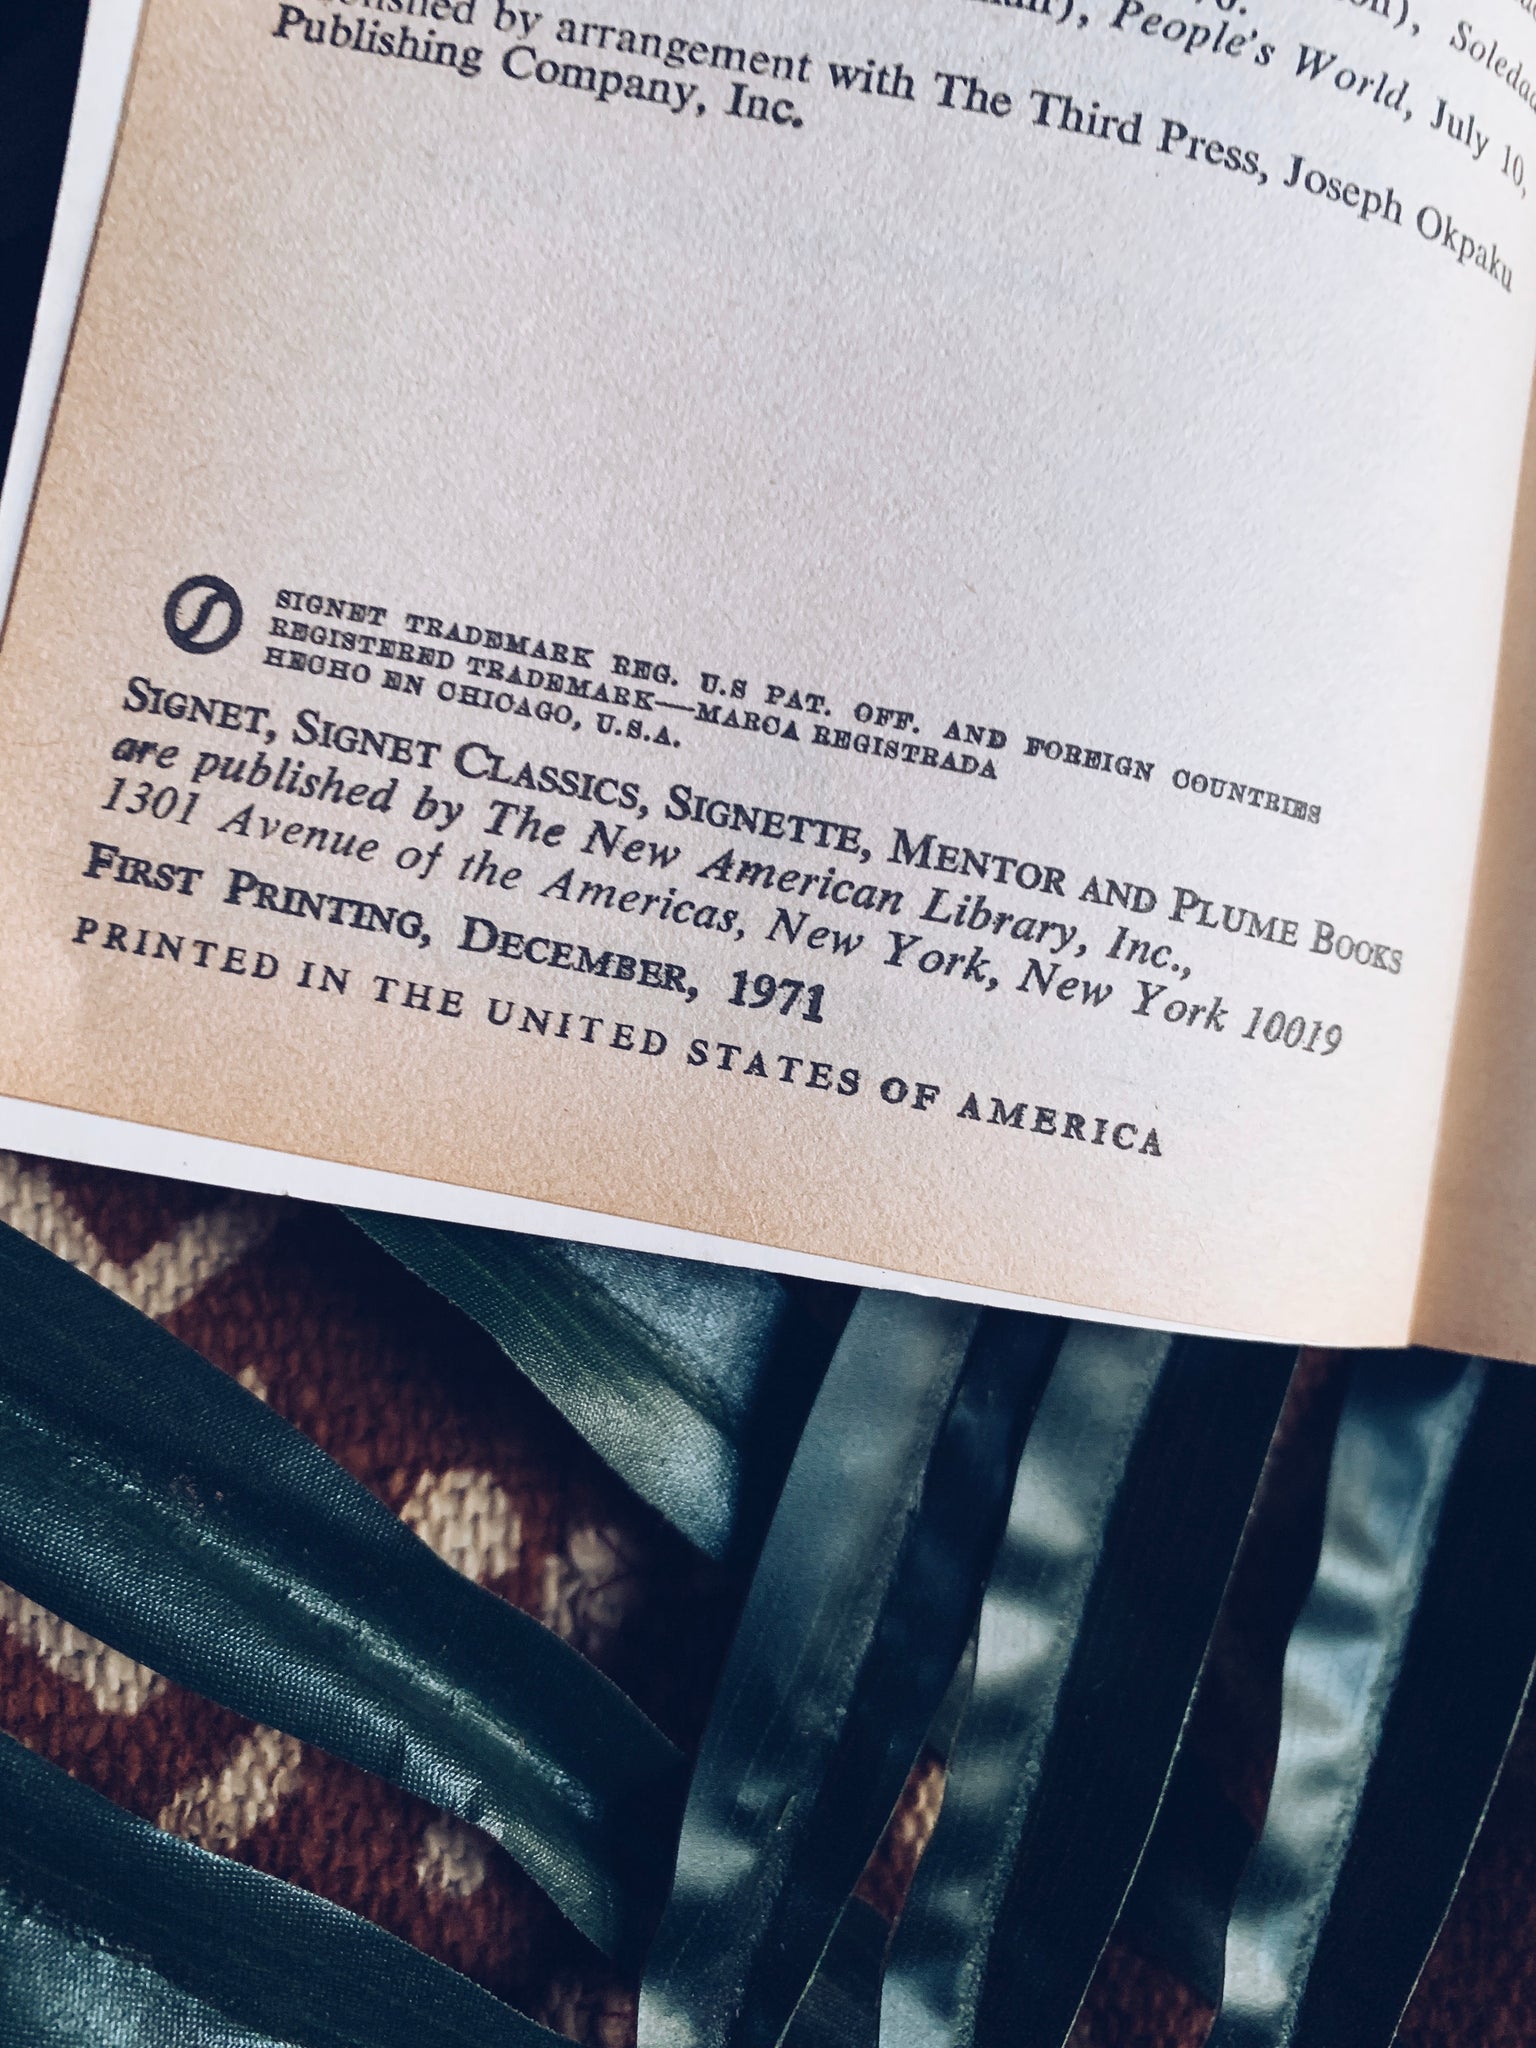 People's World, July 10,
by arrangement with The Third Press, Joseph Okpaku
Publishing Company, Inc.
SIGNET TRADEMARK REG. U.S PAT. OFF. AND FOREIGN COUNTRIES
REGISTERED TRADEMARK—MARCA REGISTRADA
HECHO EN CHICAGO, U.S.A.
SIGNET, SIGNET CLASSICS, SIGNETTE, MENTOR AND PLUME BOOKS
are published by The New American Library, Inc.,
1301 Avenue of the Americas, New York, New York 10019
FIRST PRINTING, DECEMBER, 1971
PRINTED IN THE UNITED STATES OF AMERICA